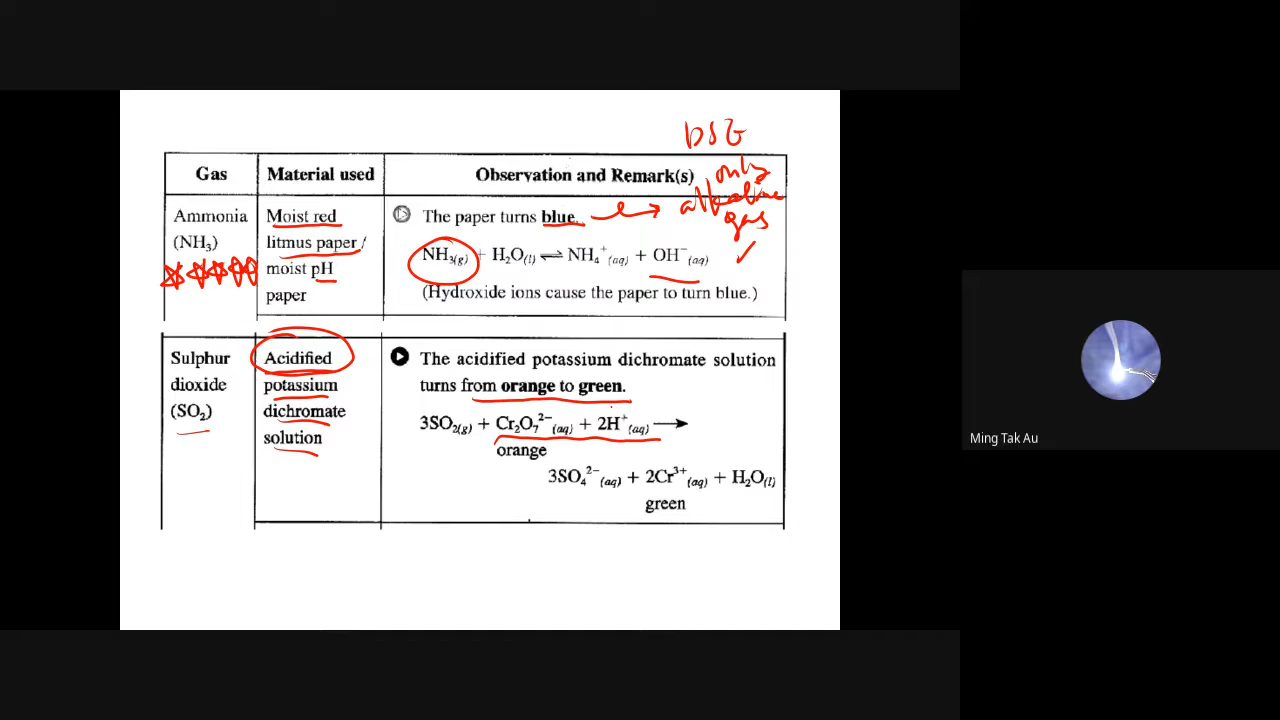 DSE
only
alkaline
gas
Gas Material used Observation and Remark(s)
Ammonia
(NH₃)
Moist red
litmus paper /
moist pH
paper
The paper turns blue.
NH₃(g) + H₂O(l) ⇌ NH₄⁺(aq) + OH⁻(aq)
(Hydroxide ions cause the paper to turn blue.)
Sulphur
dioxide
(SO₂)
Acidified
potassium
dichromate
solution
The acidified potassium dichromate solution
turns from orange to green.
3SO₂(g) + Cr₂O₇²⁻(aq) + 2H⁺(aq) ⟶
orange
3SO₄²⁻(aq) + 2Cr³⁺(aq) + H₂O(l)
green
Ming Tak Au